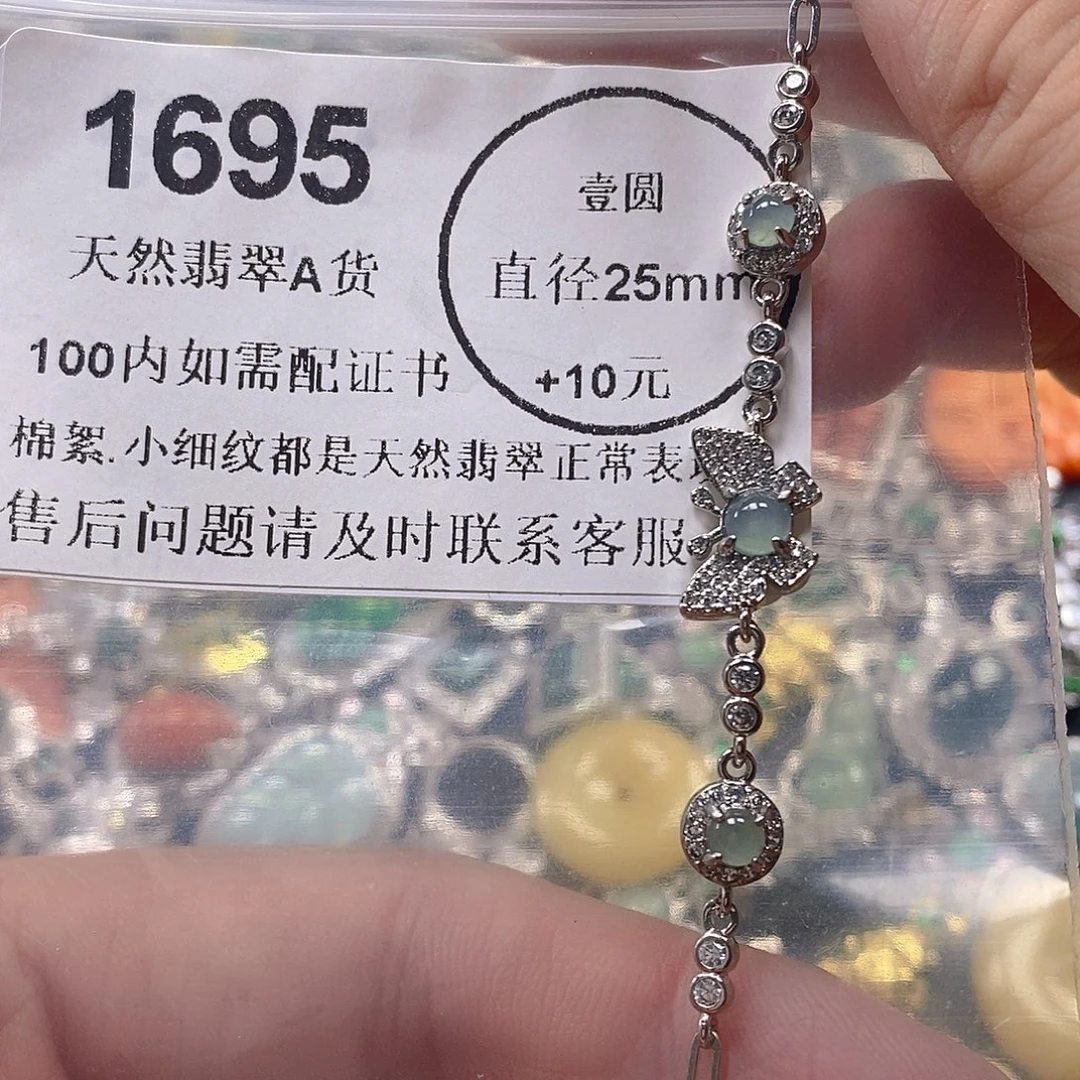 1695
天然翡翠A货
壹圆
直径25mm
+10元
100内如需配证书
棉絮.小细纹都是天然翡翠正常表
售后问题请及时联系客服